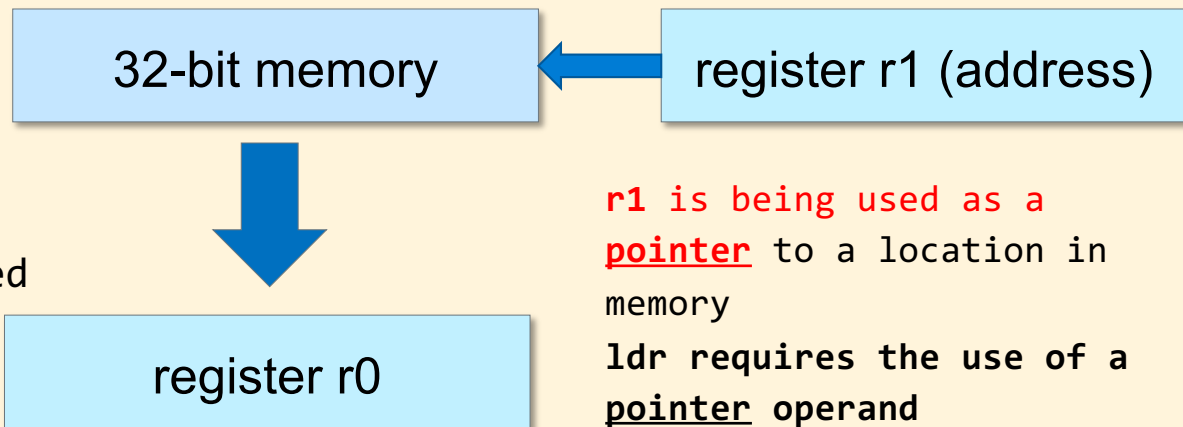 32-bit memory
register r1 (address)
r1 is being used as a
pointer to a location in
memory
ldr requires the use of a
pointer operand
ed
register r0